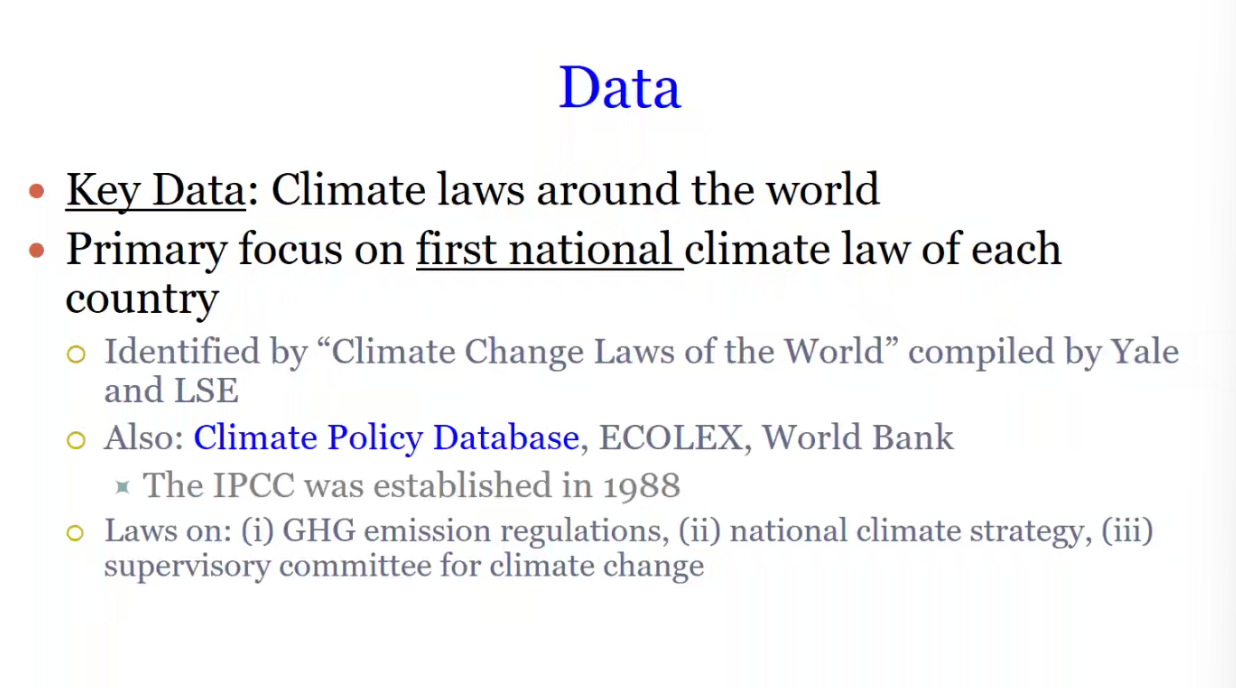 Data
Key Data: Climate laws around the world
Primary focus on first national climate law of each
country
Identified by “Climate Change Laws of the World” compiled by Yale
and LSE
Also: Climate Policy Database, ECOLEX, World Bank
The IPCC was established in 1988
Laws on: (i) GHG emission regulations, (ii) national climate strategy, (iii)
supervisory committee for climate change